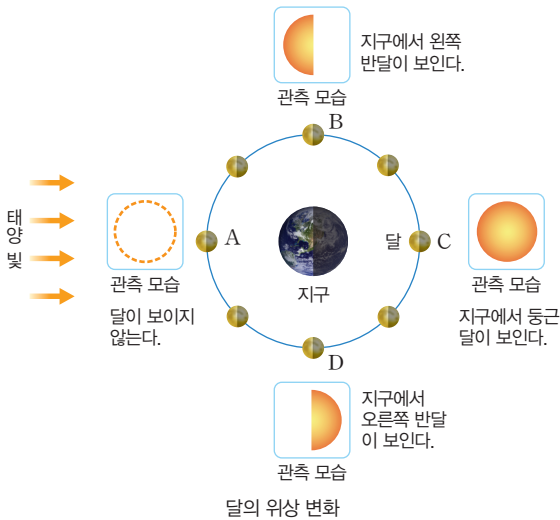 지구에서 왼쪽
반달이 보인다.
관측 모습
B
태양빛
A
관측 모습
달이 보이지
않는다.
지구
달
C
관측 모습
지구에서 둥근
달이 보인다.
D
지구에서
오른쪽 반달
이 보인다.
관측 모습
달의 위상 변화